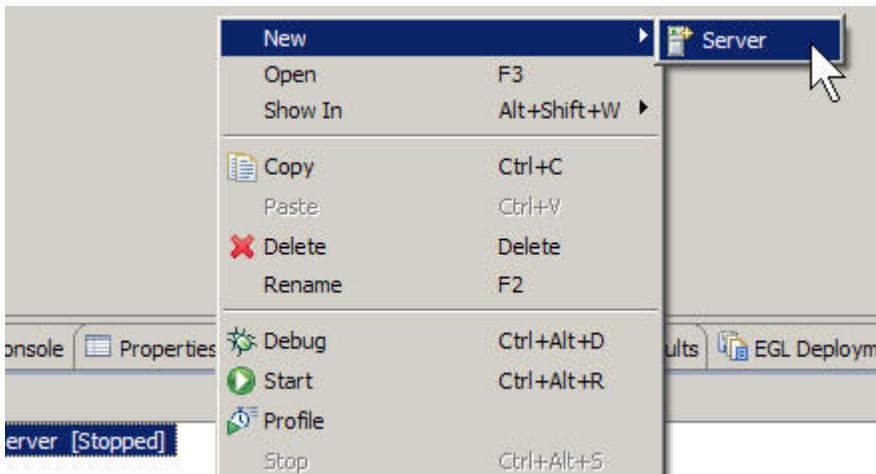 New Server
Open F3
Show In Alt+Shift+W
Copy Ctrl+C
Paste Ctrl+V
Delete Delete
Rename F2
onsole Properties ults EGL Deploym
Debug Ctrl+Alt+D
Start Ctrl+Alt+R
Profile
erver [Stopped]
Stop Ctrl+Alt+S